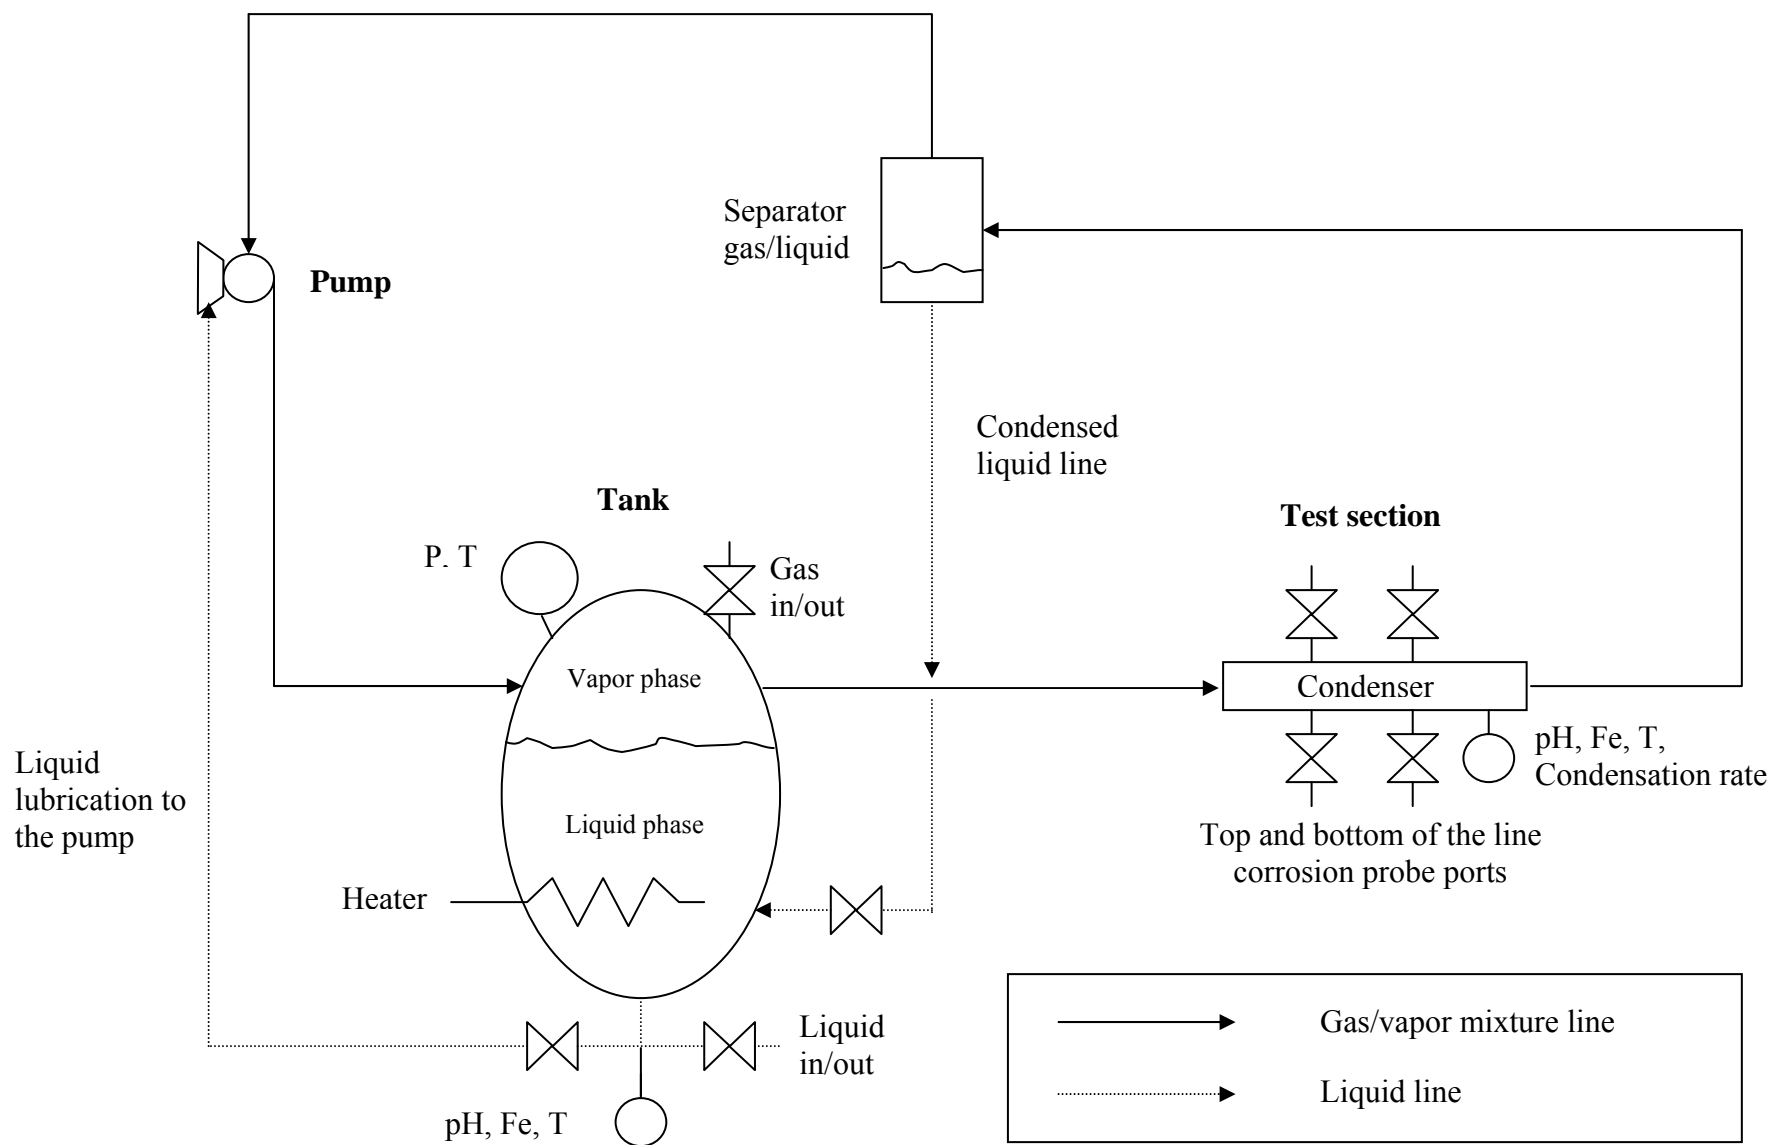 Separator
gas/liquid
Pump
Condensed
liquid line
Tank
Test section
P. T
Gas
in/out
Vapor phase
Condenser
pH, Fe, T,
Condensation rate
Liquid
lubrication to
the pump
Liquid phase
Top and bottom of the line
corrosion probe ports
Heater
Liquid
in/out
Gas/vapor mixture line
Liquid line
pH, Fe, T